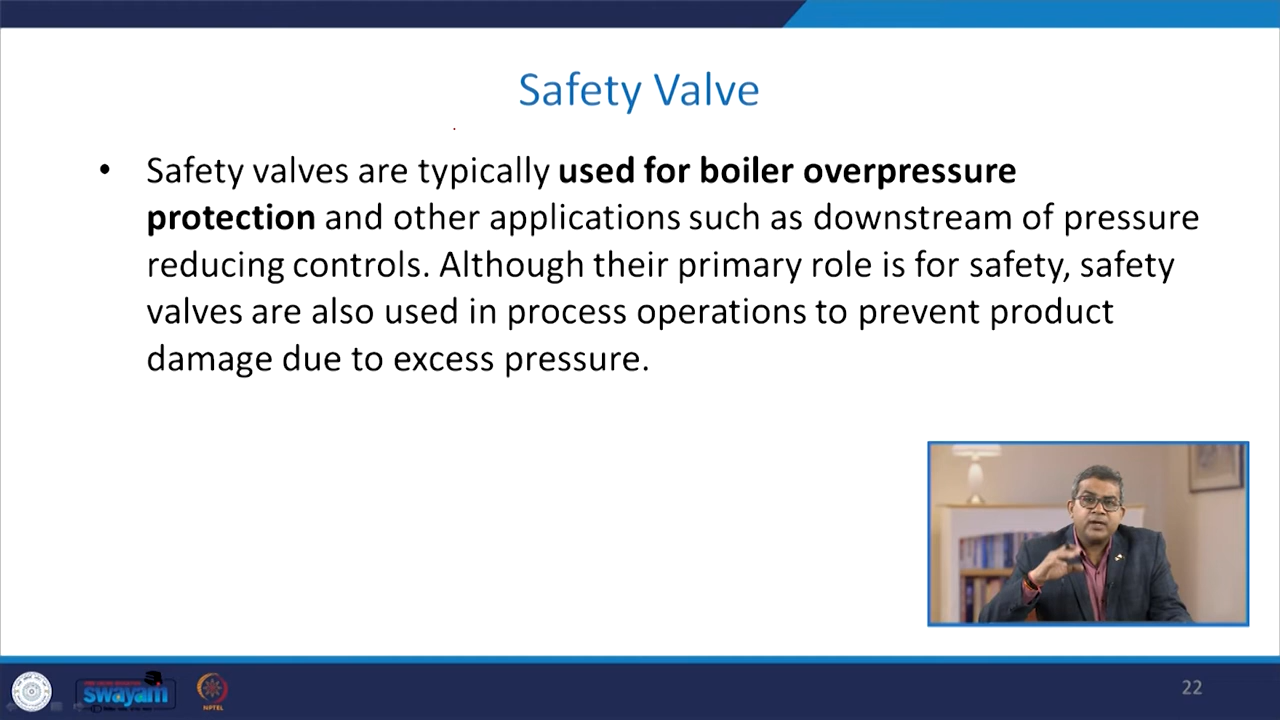 Safety Valve
• Safety valves are typically used for boiler overpressure
protection and other applications such as downstream of pressure
reducing controls. Although their primary role is for safety, safety
valves are also used in process operations to prevent product
damage due to excess pressure.
swayam
NPTEL
22